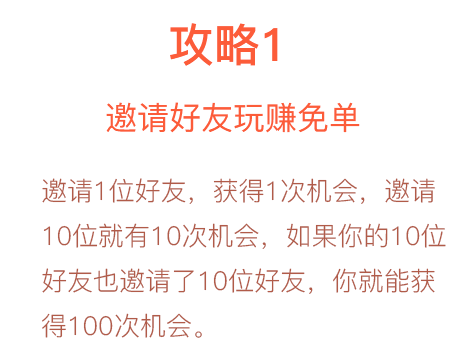 攻略1
邀请好友玩赚免单
邀请1位好友，获得1次机会，邀请
10位就有10次机会，如果你的10位
好友也邀请了10位好友，你就能获
得100次机会。